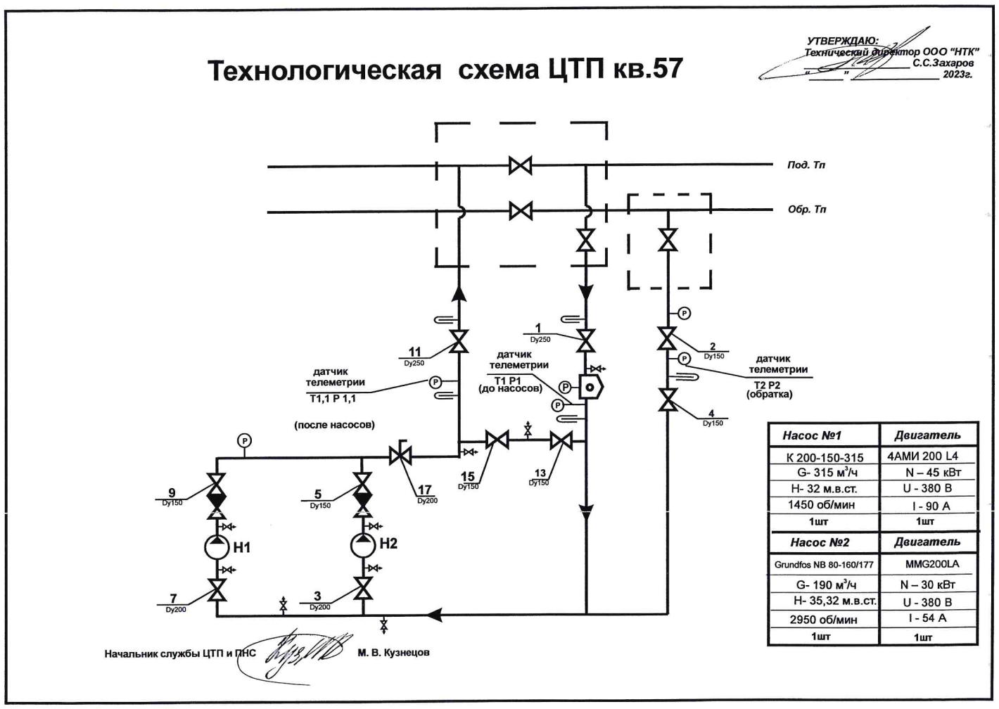 УТВЕРЖДАЮ:
Технический директор ООО “НТК”
С.С.Захаров
“ ” 2023г.
Технологическая схема ЦТП кв.57
Под. Тп
Обр. Тп
P
1
Dy250
2
Dy150
11
Dy250
датчик
телеметрии
T1 P1
(до насосов)
P
датчик
телеметрии
T2 P2
(обратка)
датчик
телеметрии
T1,1 P 1,1
P
P
P
4
Dy150
(после насосов)
P
15
Dy150
13
Dy150
17
Dy200
9
Dy150
5
Dy150
Н1
Н2
7
Dy200
3
Dy200
Насос №1 Двигатель
К 200-150-315 4АМИ 200 L4
G- 315 м³/ч N – 45 кВт
Н- 32 м.в.ст. U - 380 В
1450 об/мин I - 90 А
1шт 1шт
Насос №2 Двигатель
Grundfos NB 80-160/177 MMG200LA
G- 190 м³/ч N – 30 кВт
Н- 35,32 м.в.ст. U - 380 В
2950 об/мин I - 54 А
1шт 1шт
Начальник службы ЦТП и ПНС М. В. Кузнецов